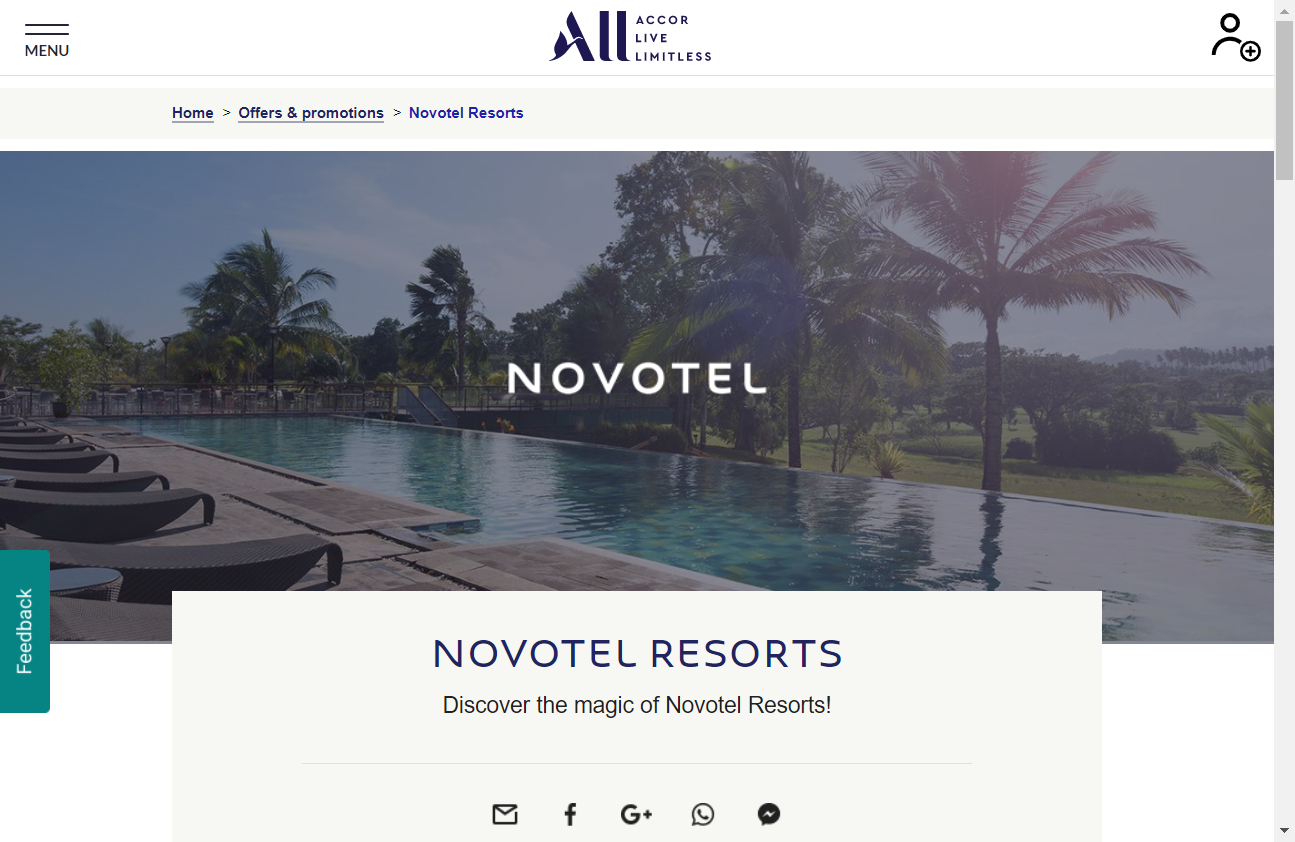 MENU
All ACCOR
LIVE
LIMITLESS
Home > Offers & promotions > Novotel Resorts
NOVOTEL
Feedback
NOVOTEL RESORTS
Discover the magic of Novotel Resorts!
G+